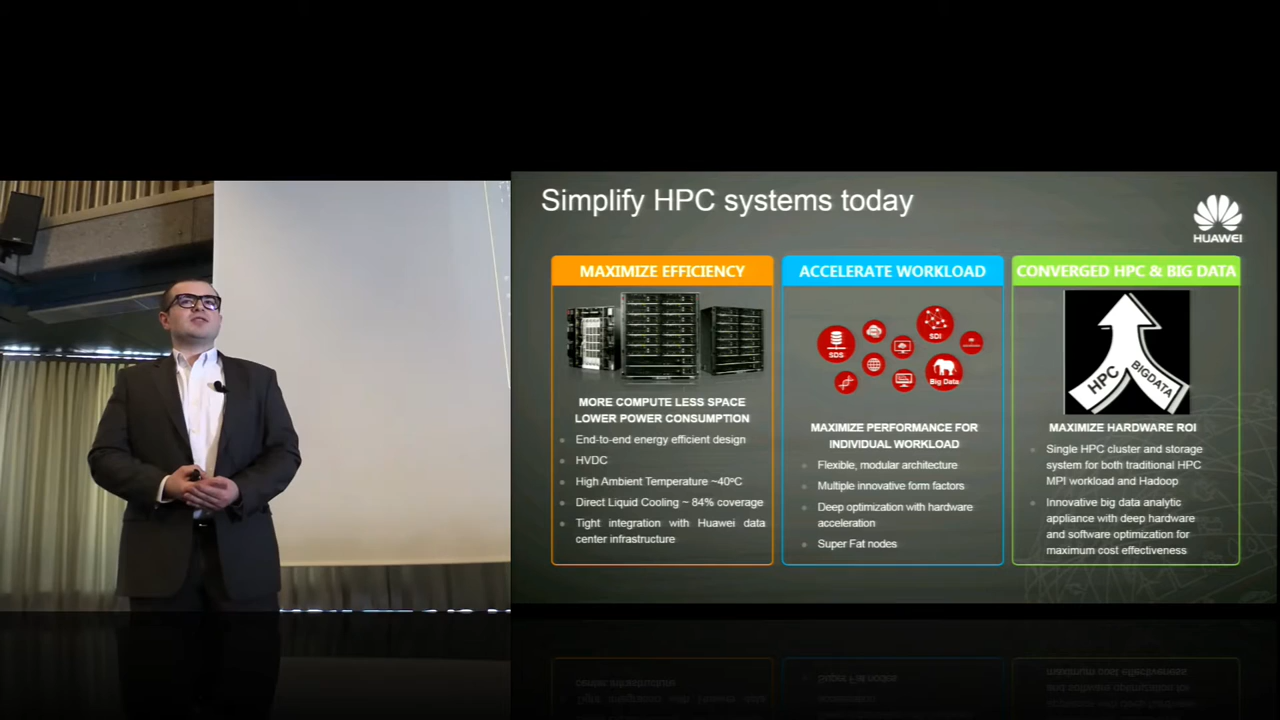 Simplify HPC systems today
HUAWEI
MAXIMIZE EFFICIENCY
MORE COMPUTE LESS SPACE
LOWER POWER CONSUMPTION
End-to-end energy efficient design
HVDC
High Ambient Temperature ~40ºC
Direct Liquid Cooling ~ 84% coverage
Tight integration with Huawei data
center infrastructure
ACCELERATE WORKLOAD
SDS
SDI
Big Data
MAXIMIZE PERFORMANCE FOR
INDIVIDUAL WORKLOAD
Flexible, modular architecture
Multiple innovative form factors
Deep optimization with hardware
acceleration
Super Fat nodes
CONVERGED HPC & BIG DATA
HPC
BIGDATA
MAXIMIZE HARDWARE ROI
Single HPC cluster and storage
system for both traditional HPC
MPI workload and Hadoop
Innovative big data analytic
appliance with deep hardware
and software optimization for
maximum cost effectiveness